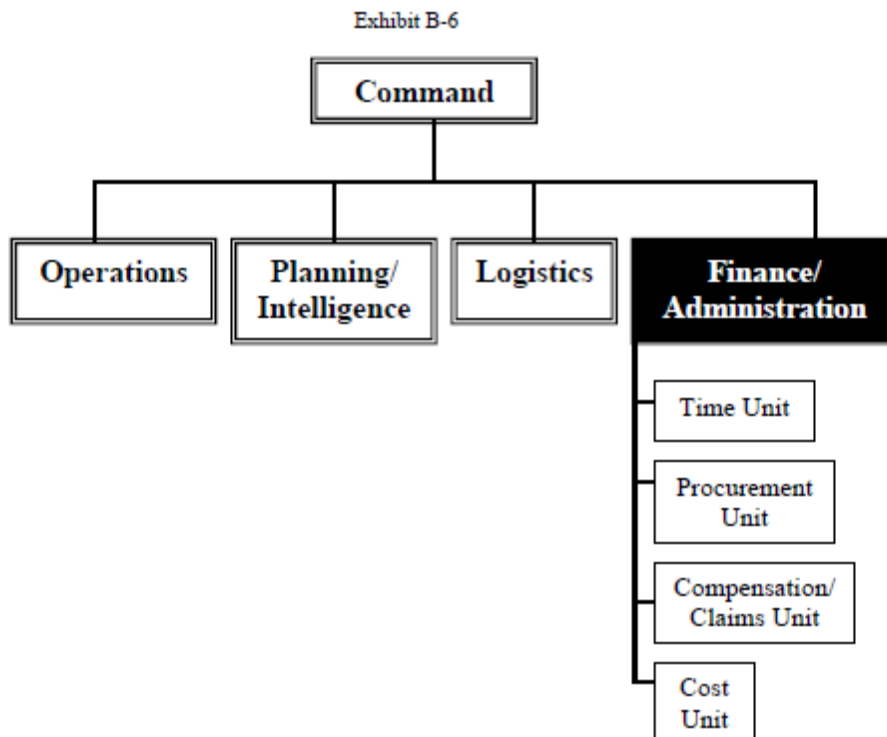 Exhibit B-6
Command
Operations
Planning/
Intelligence
Logistics
Finance/
Administration
Time Unit
Procurement
Unit
Compensation/
Claims Unit
Cost
Unit